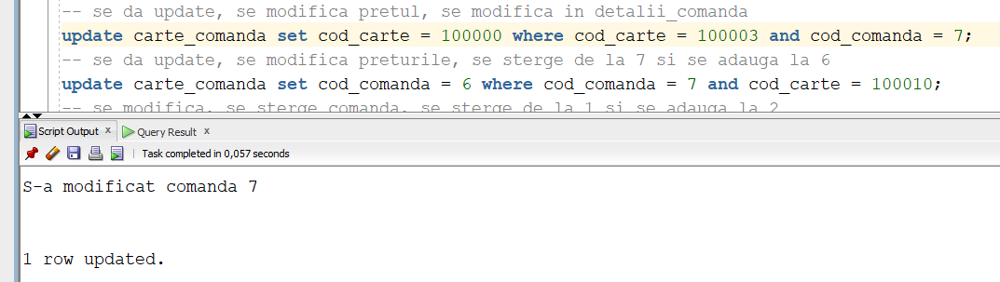 -- se da update, se modifica pretul, se modifica in detalii_comanda
update carte_comanda set cod_carte = 100000 where cod_carte = 100003 and cod_comanda = 7;
-- se da update, se modifica preturile, se sterge de la 7 si se adauga la 6
update carte_comanda set cod_comanda = 6 where cod_comanda = 7 and cod_carte = 100010;
-- se modifica, se sterge comanda, se sterge de la 1 si se adauga la 2
Script Output x Query Result x
Task completed in 0,057 seconds
S-a modificat comanda 7
1 row updated.